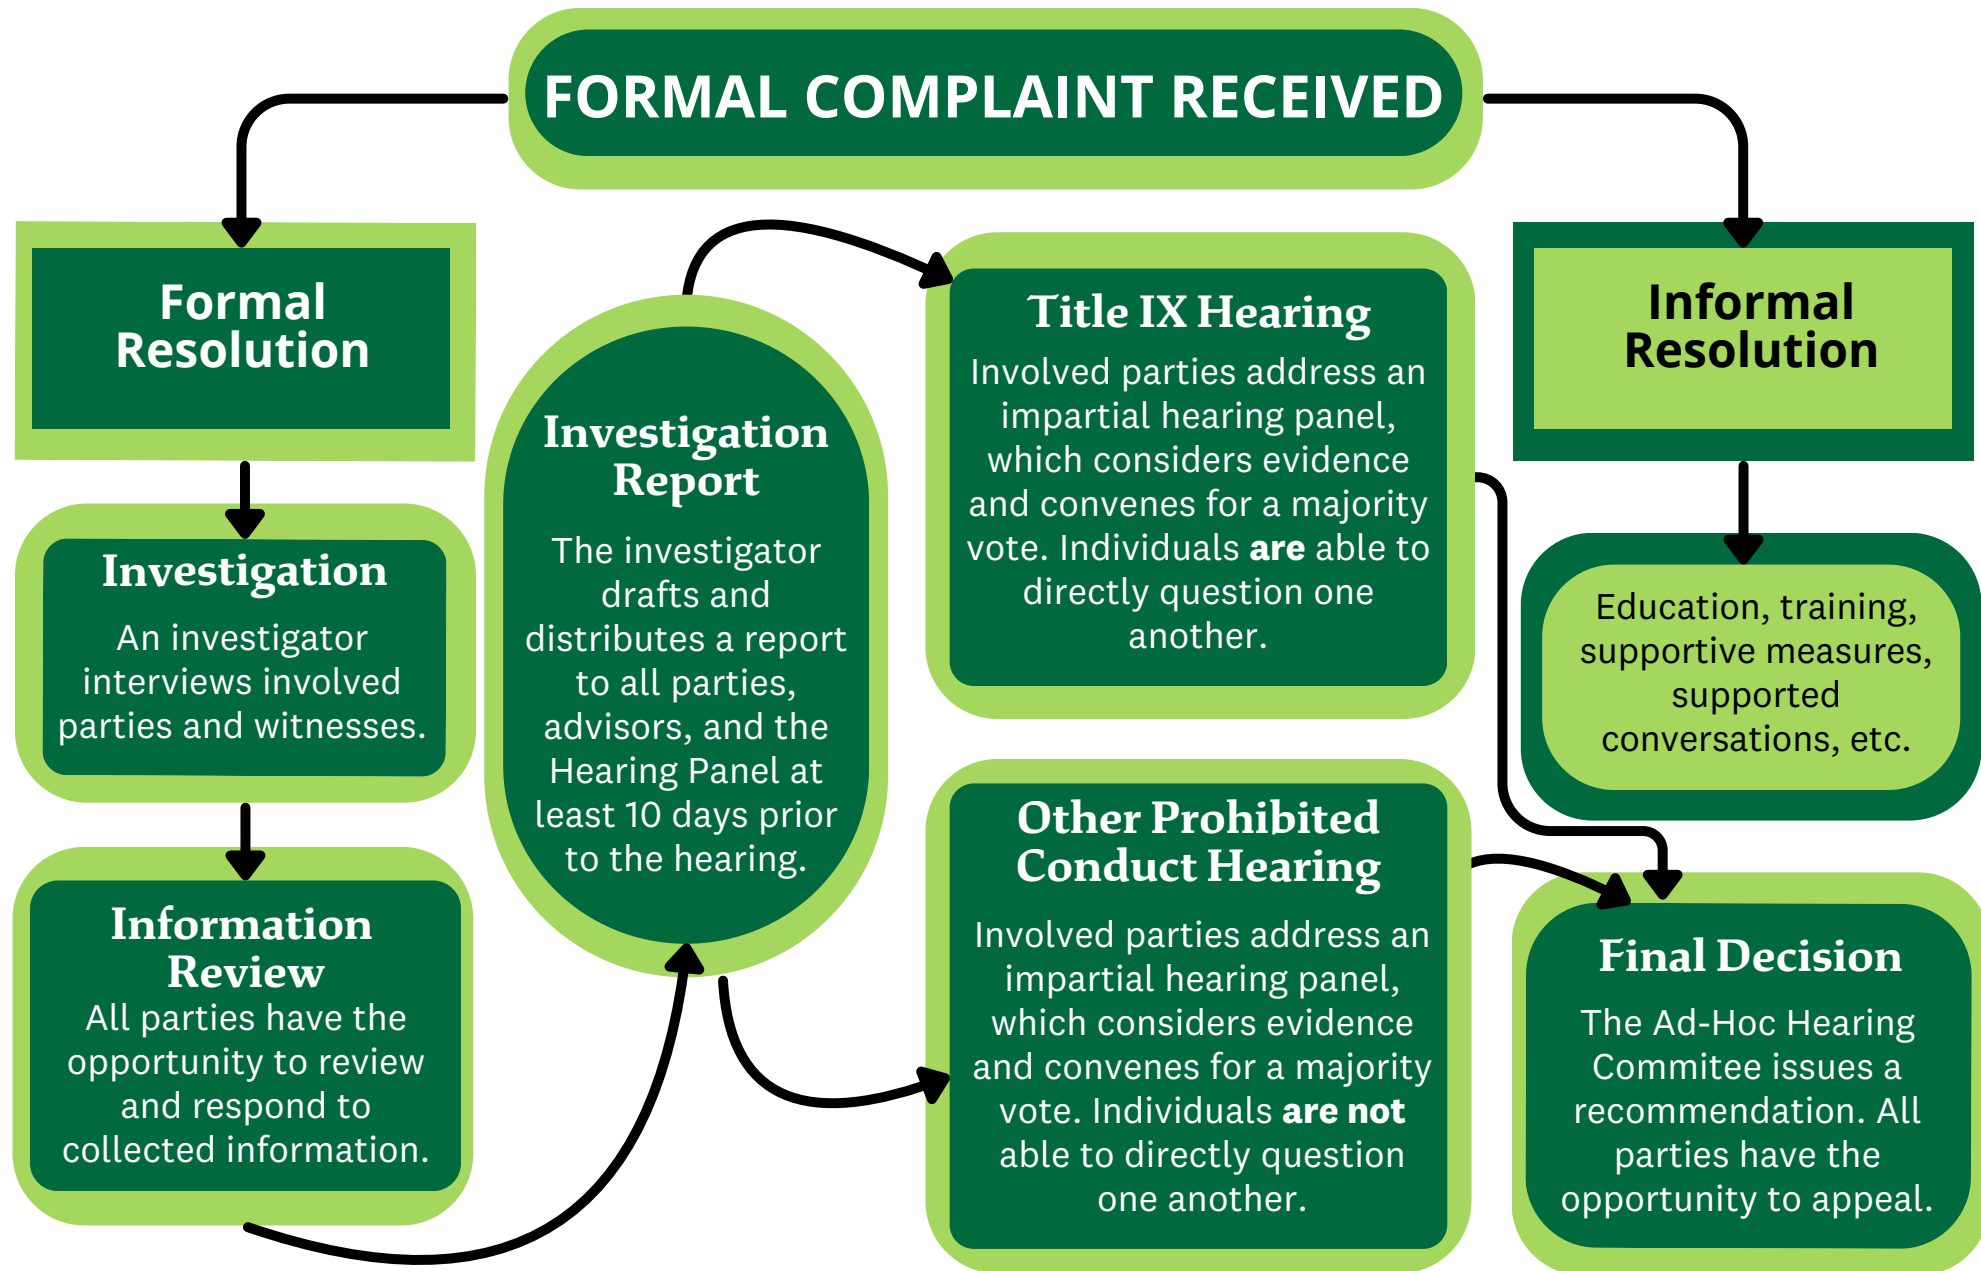 FORMAL COMPLAINT RECEIVED
Formal
Resolution
Investigation
An investigator
interviews involved
parties and witnesses.
Information
Review
All parties have the
opportunity to review
and respond to
collected information.
Investigation
Report
The investigator
drafts and
distributes a report
to all parties,
advisors, and the
Hearing Panel at
least 10 days prior
to the hearing.
Title IX Hearing
Involved parties address an
impartial hearing panel,
which considers evidence
and convenes for a majority
vote. Individuals are able to
directly question one
another.
Other Prohibited
Conduct Hearing
Involved parties address an
impartial hearing panel,
which considers evidence
and convenes for a majority
vote. Individuals are not
able to directly question
one another.
Informal
Resolution
Education, training,
supportive measures,
supported
conversations, etc.
Final Decision
The Ad-Hoc Hearing
Commitee issues a
recommendation. All
parties have the
opportunity to appeal.